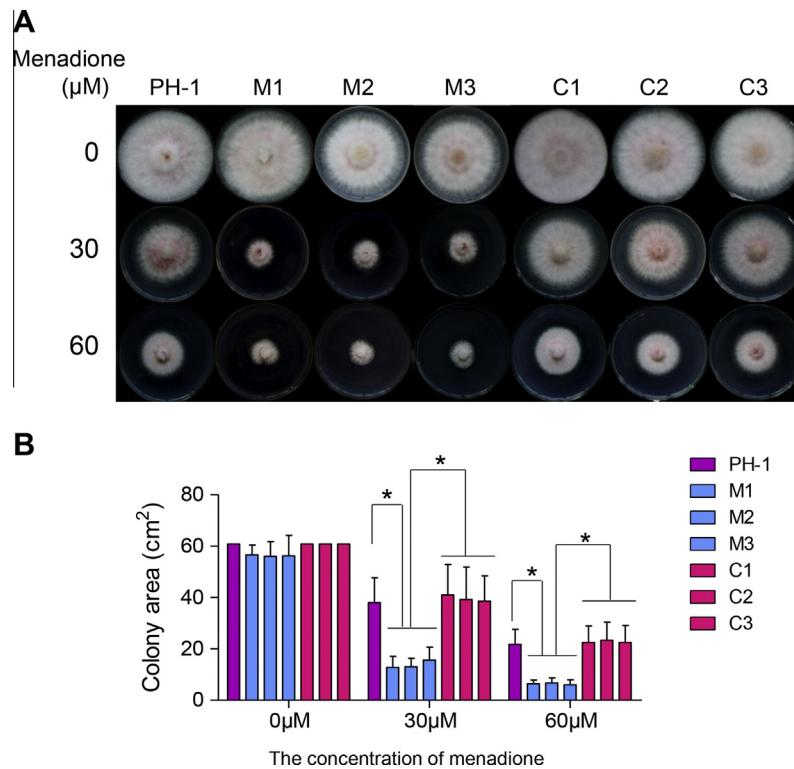 A
Menadione
(µM) PH-1 M1 M2 M3 C1 C2 C3
0
30
60
B
Colony area (cm²)
80
60
40
20
0
* * * *
0µM 30µM 60µM
The concentration of menadione
PH-1
M1
M2
M3
C1
C2
C3